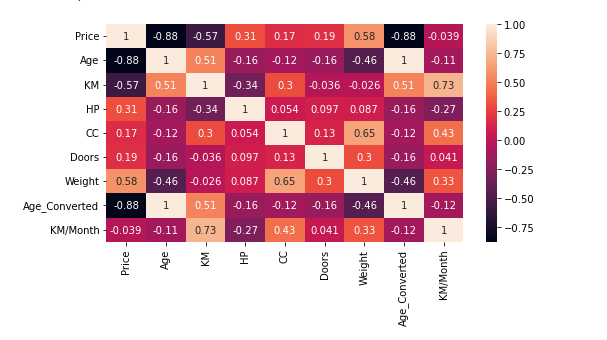 Price 1 -0.88 -0.57 0.31 0.17 0.19 0.58 -0.88 -0.039
Age -0.88 1 0.51 -0.16 -0.12 -0.16 -0.46 1 -0.11
KM -0.57 0.51 1 -0.34 0.3 -0.036 -0.026 0.51 0.73
HP 0.31 -0.16 -0.34 1 0.054 0.097 0.087 -0.16 -0.27
CC 0.17 -0.12 0.3 0.054 1 0.13 0.65 -0.12 0.43
Doors 0.19 -0.16 -0.036 0.097 0.13 1 0.3 -0.16 0.041
Weight 0.58 -0.46 -0.026 0.087 0.65 0.3 1 -0.46 0.33
Age_Converted -0.88 1 0.51 -0.16 -0.12 -0.16 -0.46 1 -0.12
KM/Month -0.039 -0.11 0.73 -0.27 0.43 0.041 0.33 -0.12 1
Price Age KM HP CC Doors Weight Age_Converted KM/Month
1.00
0.75
0.50
0.25
0.00
−0.25
−0.50
−0.75